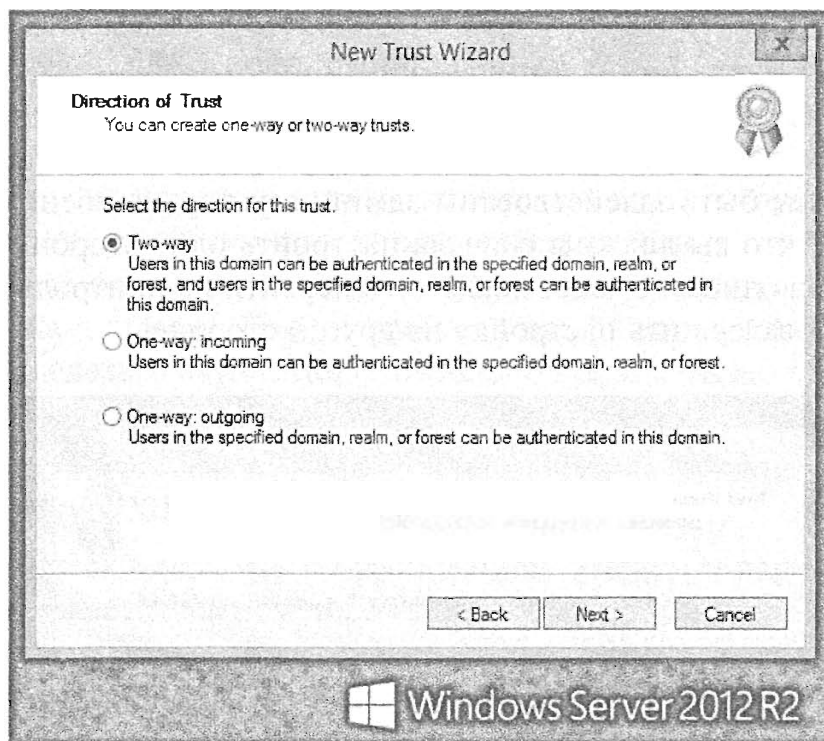 New Trust Wizard
Direction of Trust
You can create one-way or two-way trusts.
Select the direction for this trust.
Two-way
Users in this domain can be authenticated in the specified domain, realm, or
forest, and users in the specified domain, realm, or forest can be authenticated in
this domain.
One-way: incoming
Users in this domain can be authenticated in the specified domain, realm, or forest.
One-way: outgoing
Users in the specified domain, realm, or forest can be authenticated in this domain.
< Back
Next >
Cancel
Windows Server 2012 R2